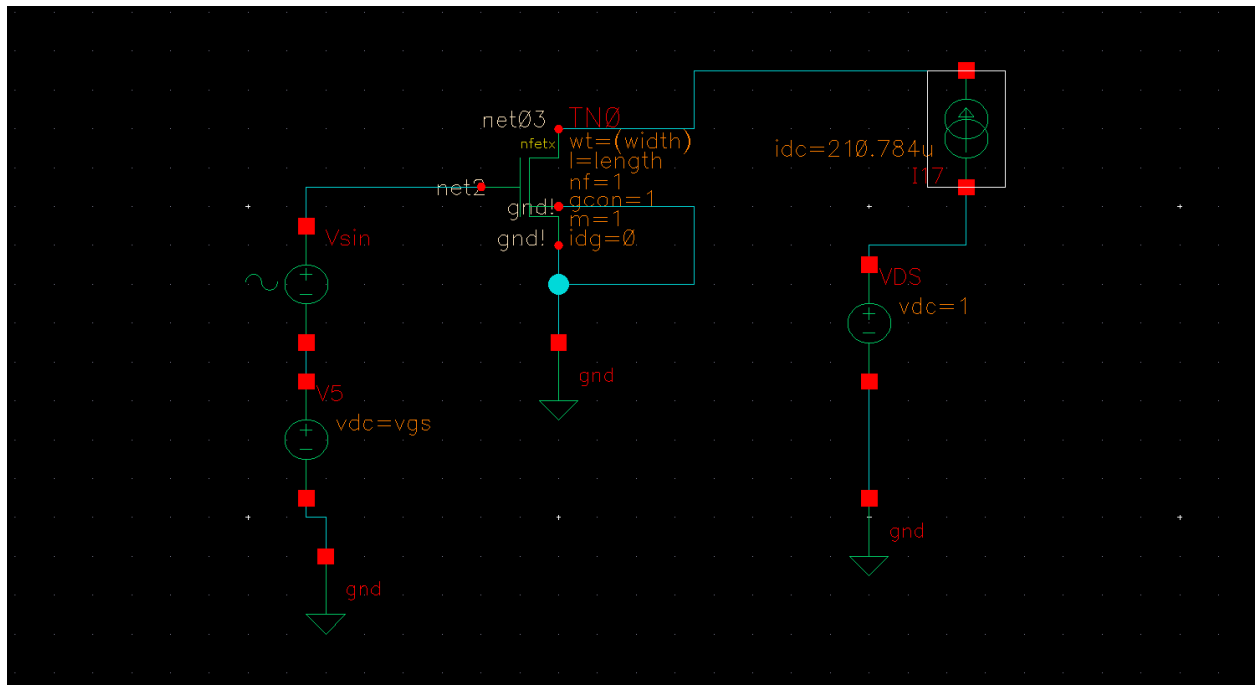 net03
TN0
nfetx
wt=(width)
l=length
nf=1
gcon=1
m=1
idg=0
net2
gnd!
gnd!
idc=210.784u
I17
Vsin
VDS
vdc=1
gnd
V5
vdc=vgs
gnd
gnd